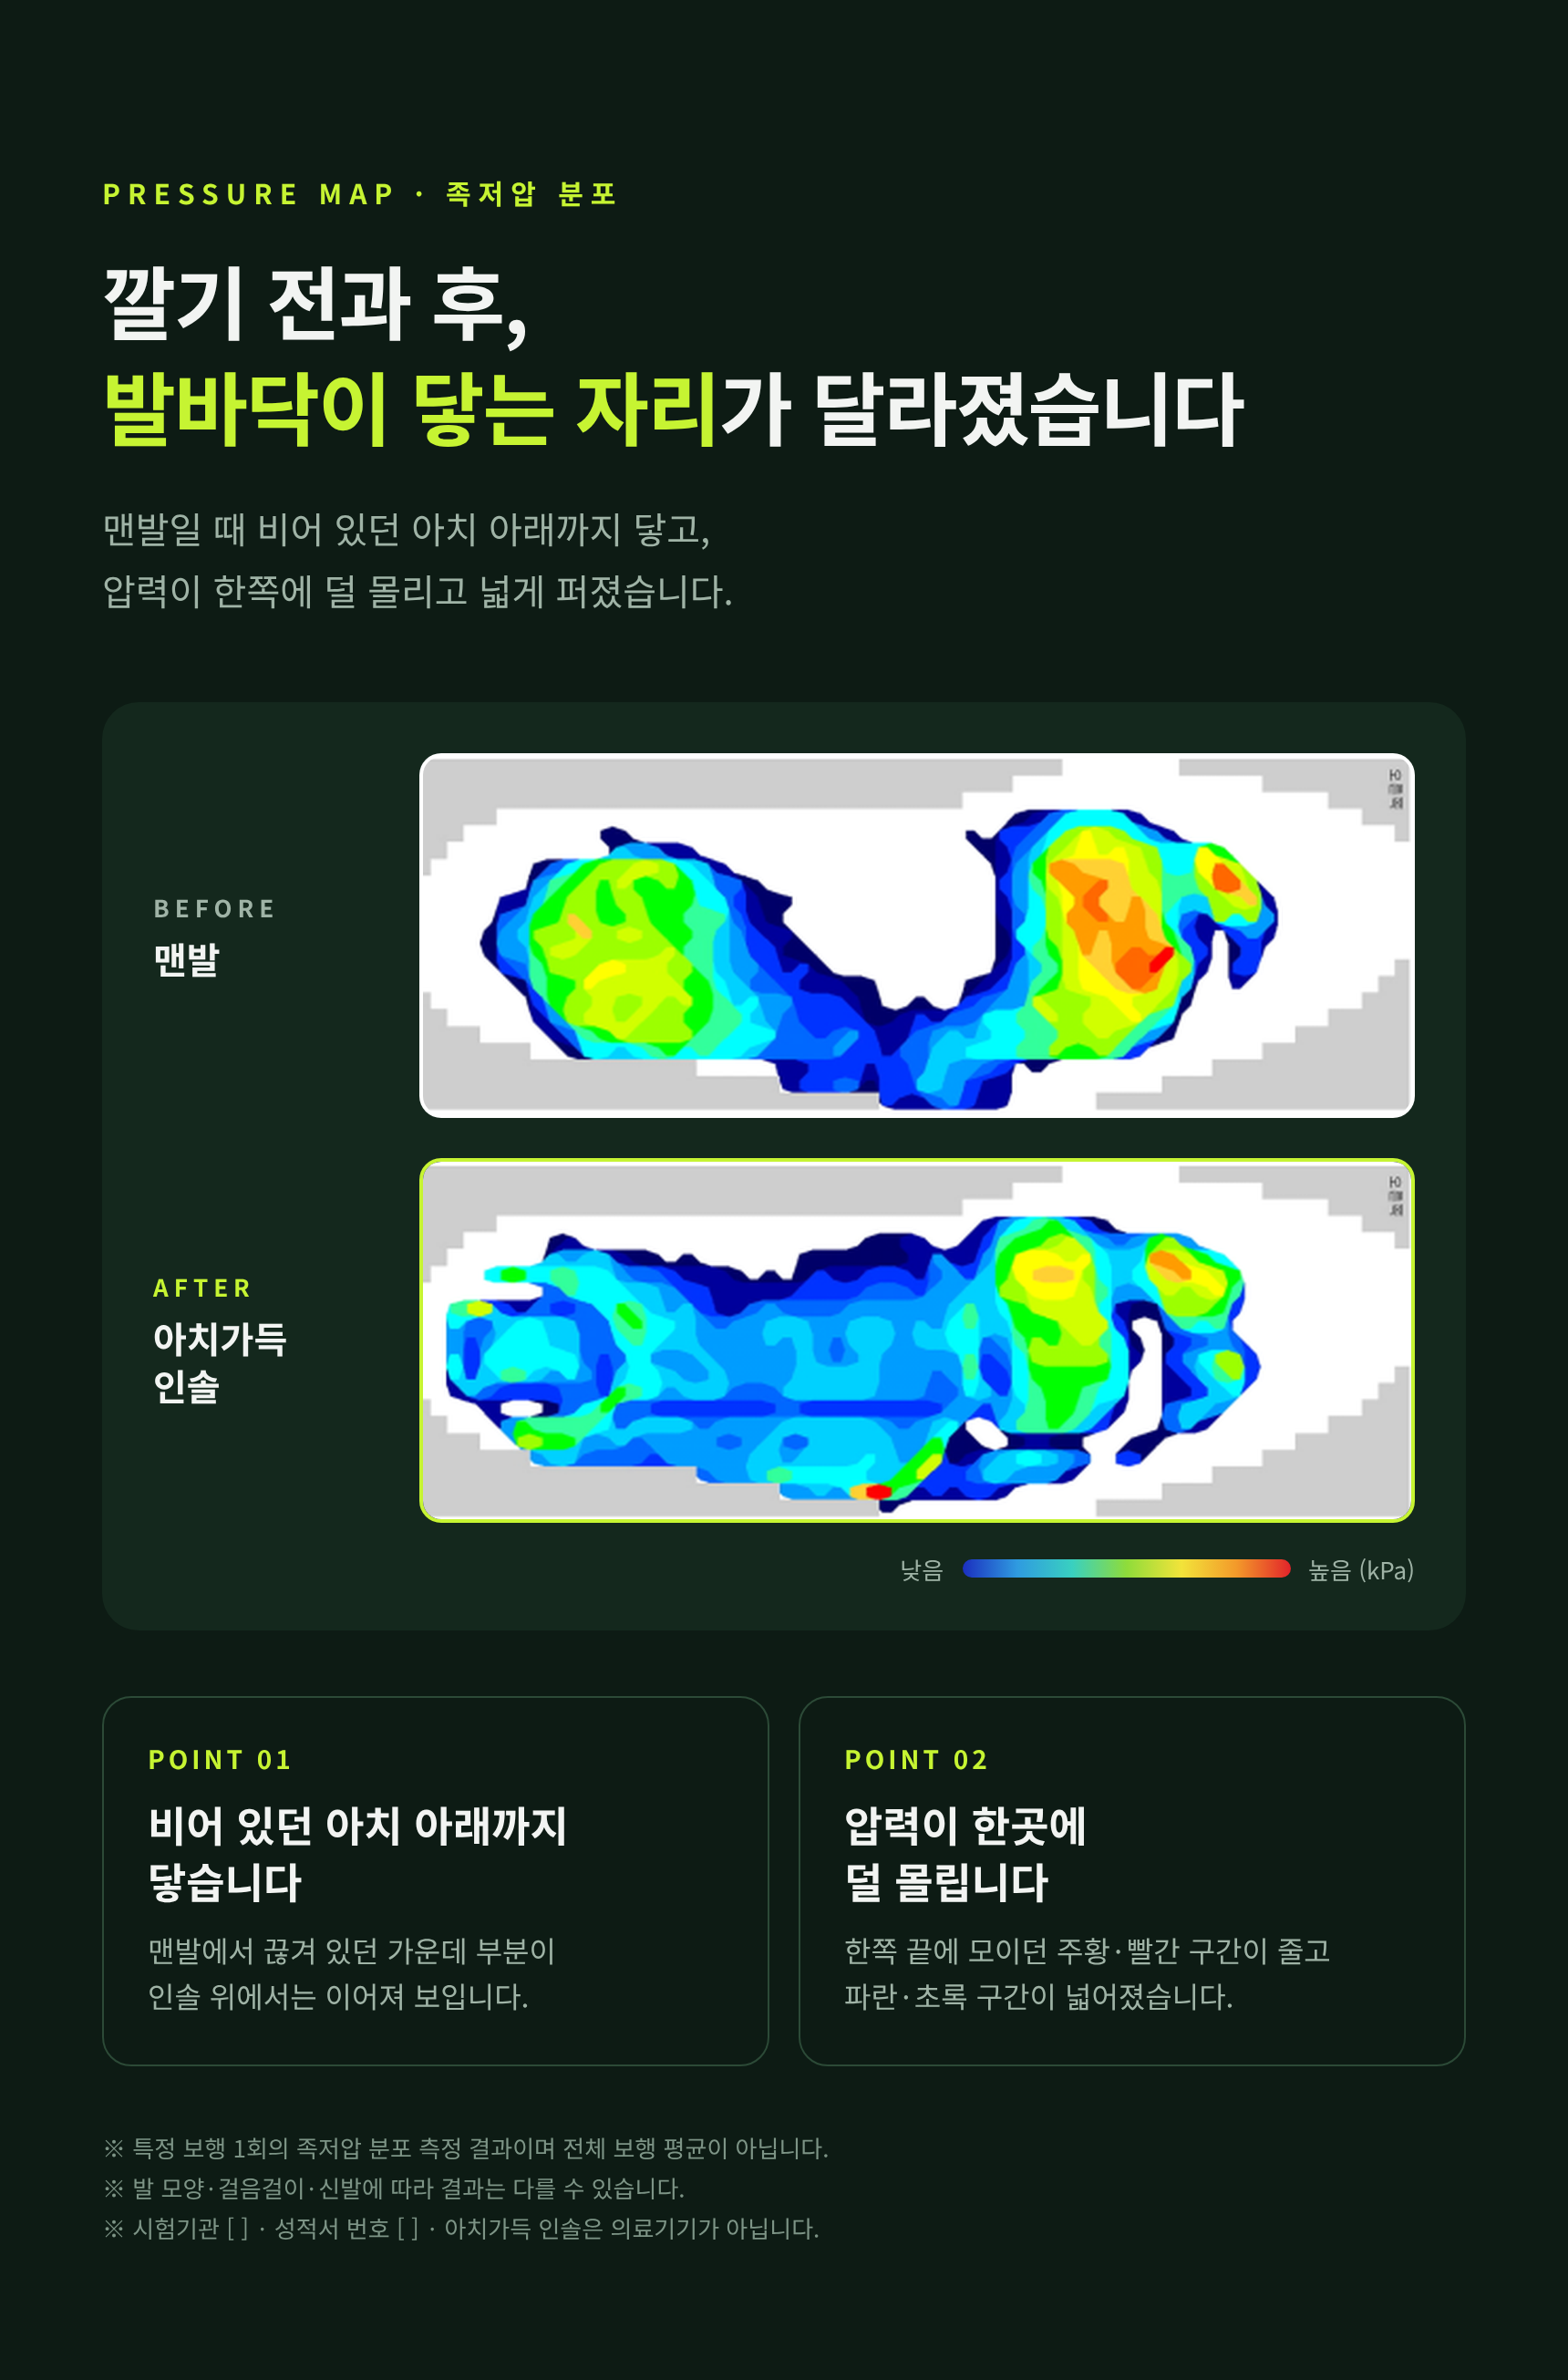 PRESSURE MAP · 족저압 분포
깔기 전과 후,
발바닥이 닿는 자리가 달라졌습니다
맨발일 때 비어 있던 아치 아래까지 닿고,
압력이 한쪽에 덜 몰리고 넓게 퍼졌습니다.
BEFORE
맨발
AFTER
아치가득
인솔
낮음
높음 (kPa)
POINT 01
비어 있던 아치 아래까지
닿습니다
맨발에서 끊겨 있던 가운데 부분이
인솔 위에서는 이어져 보입니다.
POINT 02
압력이 한곳에
덜 몰립니다
한쪽 끝에 모이던 주황·빨간 구간이 줄고
파란·초록 구간이 넓어졌습니다.
※ 특정 보행 1회의 족저압 분포 측정 결과이며 전체 보행 평균이 아닙니다.
※ 발 모양·걸음걸이·신발에 따라 결과는 다를 수 있습니다.
※ 시험기관 [ ] · 성적서 번호 [ ] · 아치가득 인솔은 의료기기가 아닙니다.